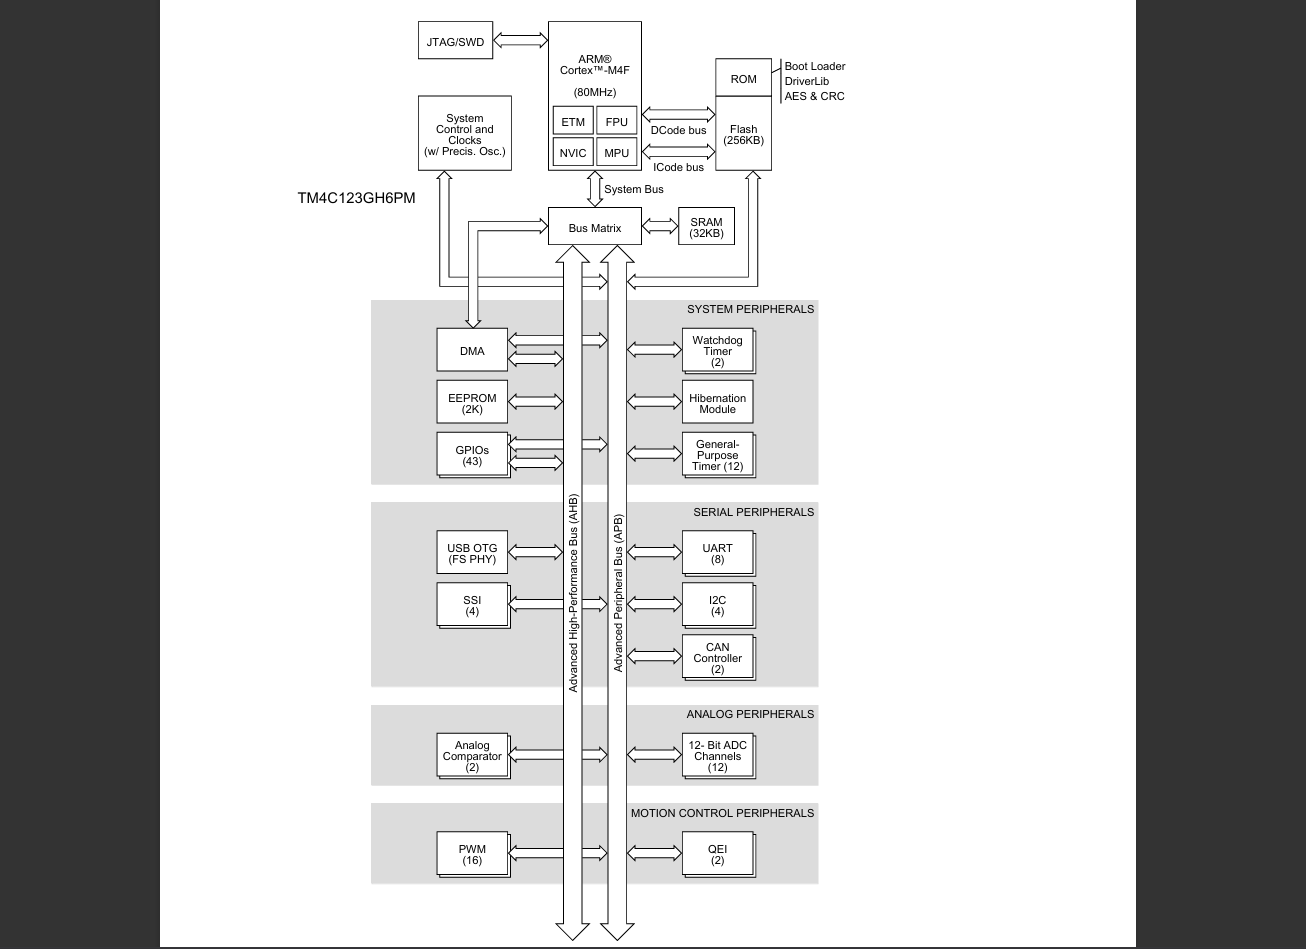 JTAG/SWD
ARM®
Cortex™-M4F
(80MHz)
ETM
FPU
NVIC
MPU
ROM
Boot Loader
DriverLib
AES & CRC
Flash
(256KB)
DCode bus
ICode bus
System
Control and
Clocks
(w/ Precis. Osc.)
TM4C123GH6PM
System Bus
Bus Matrix
SRAM
(32KB)
SYSTEM PERIPHERALS
DMA
Watchdog
Timer
(2)
EEPROM
(2K)
Hibernation
Module
GPIOs
(43)
General-
Purpose
Timer (12)
Advanced High-Performance Bus (AHB)
Advanced Peripheral Bus (APB)
SERIAL PERIPHERALS
USB OTG
(FS PHY)
UART
(8)
SSI
(4)
I2C
(4)
CAN
Controller
(2)
ANALOG PERIPHERALS
Analog
Comparator
(2)
12- Bit ADC
Channels
(12)
MOTION CONTROL PERIPHERALS
PWM
(16)
QEI
(2)